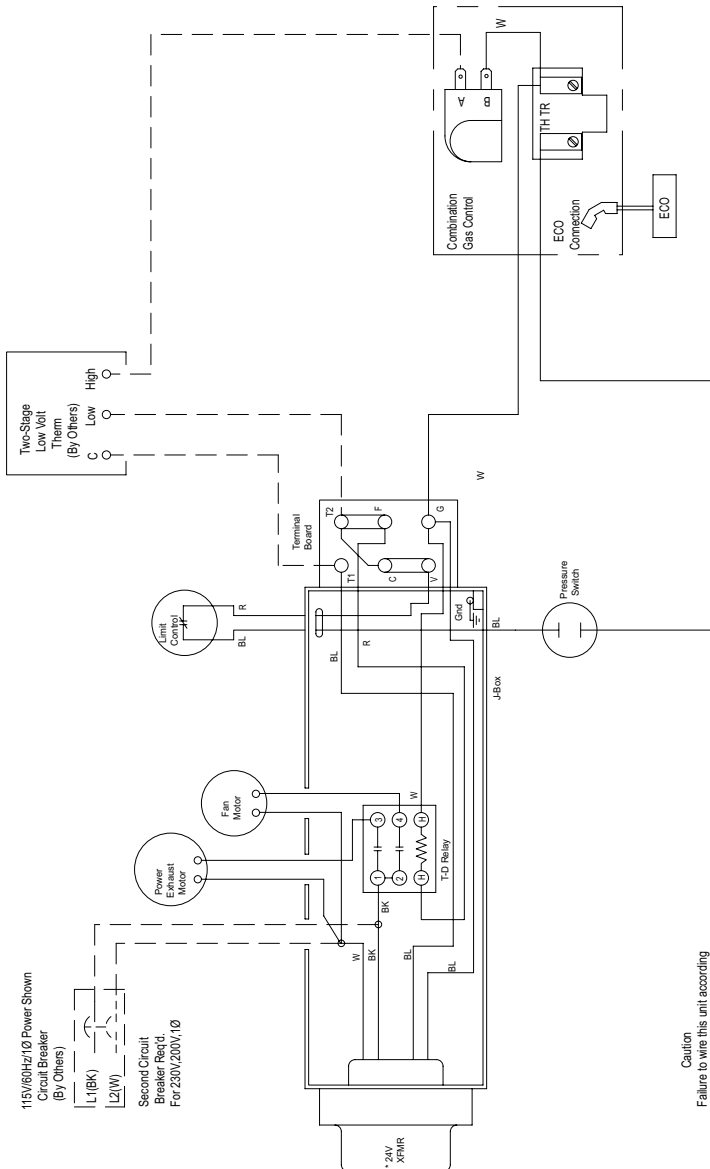 115V/60Hz/1Ø Power Shown
Circuit Breaker
(By Others)
L1(BK)
L2(W)
Second Circuit
Breaker Req'd.
For 230V,200V,1Ø
Two-Stage
Low Volt
Therm
(By Others)
C
Low
High
W
A
B
Combination
Gas Control
TH TR
ECO
Connection
ECO
Limit
Control
R
BL
Terminal
Board
T2
F
G
T1
C
V
W
Fan
Motor
Power
Exhaust
Motor
BL
R
Gnd
BL
Pressure
Switch
J-Box
3
4
H
1
2
H
W
T-D Relay
BK
W
BK
BL
BL
* 24V
XFMR
Caution
Failure to wire this unit according